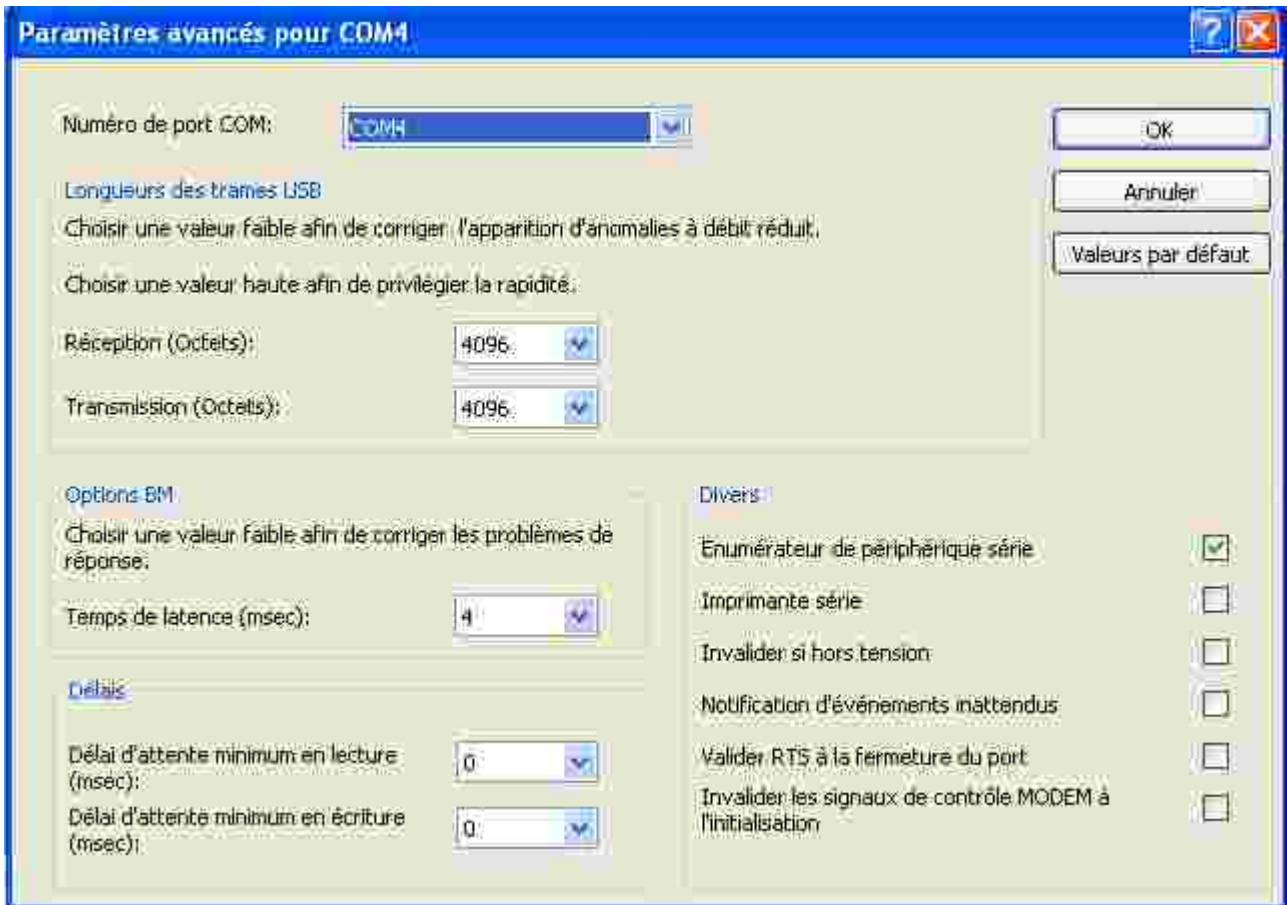 Paramètres avancés pour COM4
Numéro de port COM:
COM4
OK
Longueurs des trames USB
Annuler
Choisir une valeur faible afin de corriger l'apparition d'anomalies à débit réduit.
Valeurs par défaut
Choisir une valeur haute afin de privilégier la rapidité.
Réception (Octets):
4096
Transmission (Octets):
4096
Options BM
Choisir une valeur faible afin de corriger les problèmes de
réponse.
Temps de latence (msec):
4
Délais
Délai d'attente minimum en lecture
(msec):
0
Délai d'attente minimum en écriture
(msec):
0
Divers
Enumérateur de périphérique série
Imprimante série
Invalider si hors tension
Notification d'événements inattendus
Valider RTS à la fermeture du port
Invalider les signaux de contrôle MODEM à
l'initialisation